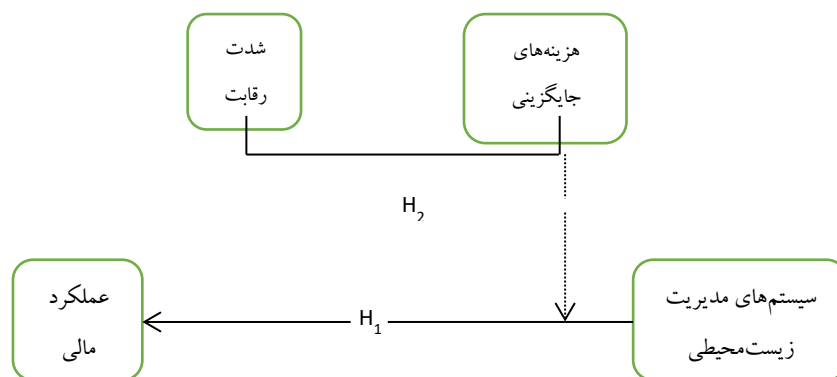 هزینه‌های
جایگزینی
شدت
رقابت
H₂
سیستم‌های مدیریت
زیست‌محیطی
H₁
عملکرد
مالی